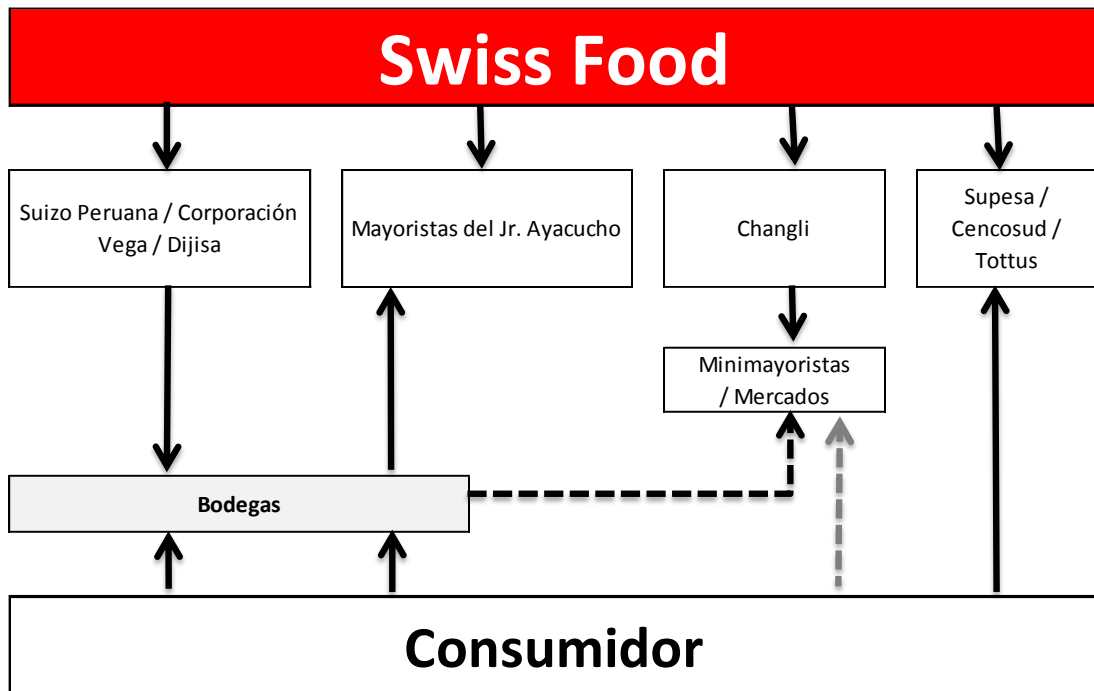 Swiss Food
Suizo Peruana / Corporación
Vega / Dijisa
Mayoristas del Jr. Ayacucho
Changli
Supesa /
Cencosud /
Tottus
Minimayoristas
/ Mercados
Bodegas
Consumidor